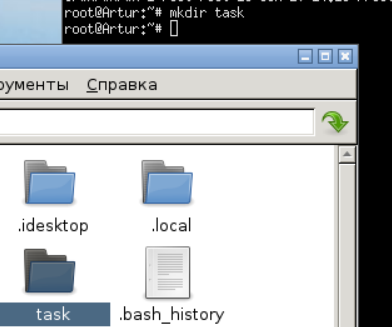 root@Artur:~# mkdir task
root@Artur:~#
рументы Справка
.idesktop .local
task .bash_history